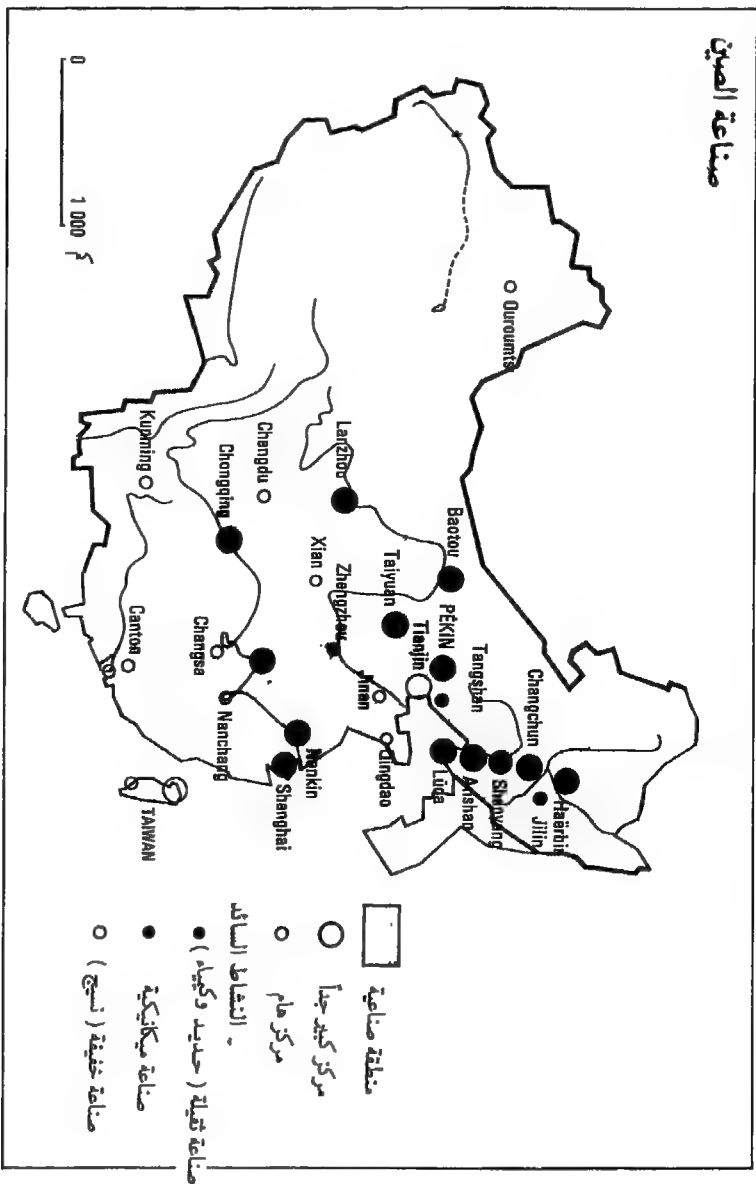 صناعة الصين
0 1 000 كم
Ouroumtsi
Haërbin
Changchun
Jilin
Shenyang
Anshan
Tangshan
Lüda
Baotou
PÉKIN
Tianjin
Taiyuan
Lanzhou
Jinan
Qingdao
Zhengzhou
Xian
Nankin
Shanghai
Changdu
Chongqing
Changsa
Nanchang
Kunming
Canton
TAIWAN
منطقة صناعية
مركز كبير جداً
مركز هام
- النشاط السائد
صناعة ثقيلة ( حديد وكيمياء )
صناعة ميكانيكية
صناعة خفيفة ( نسيج )